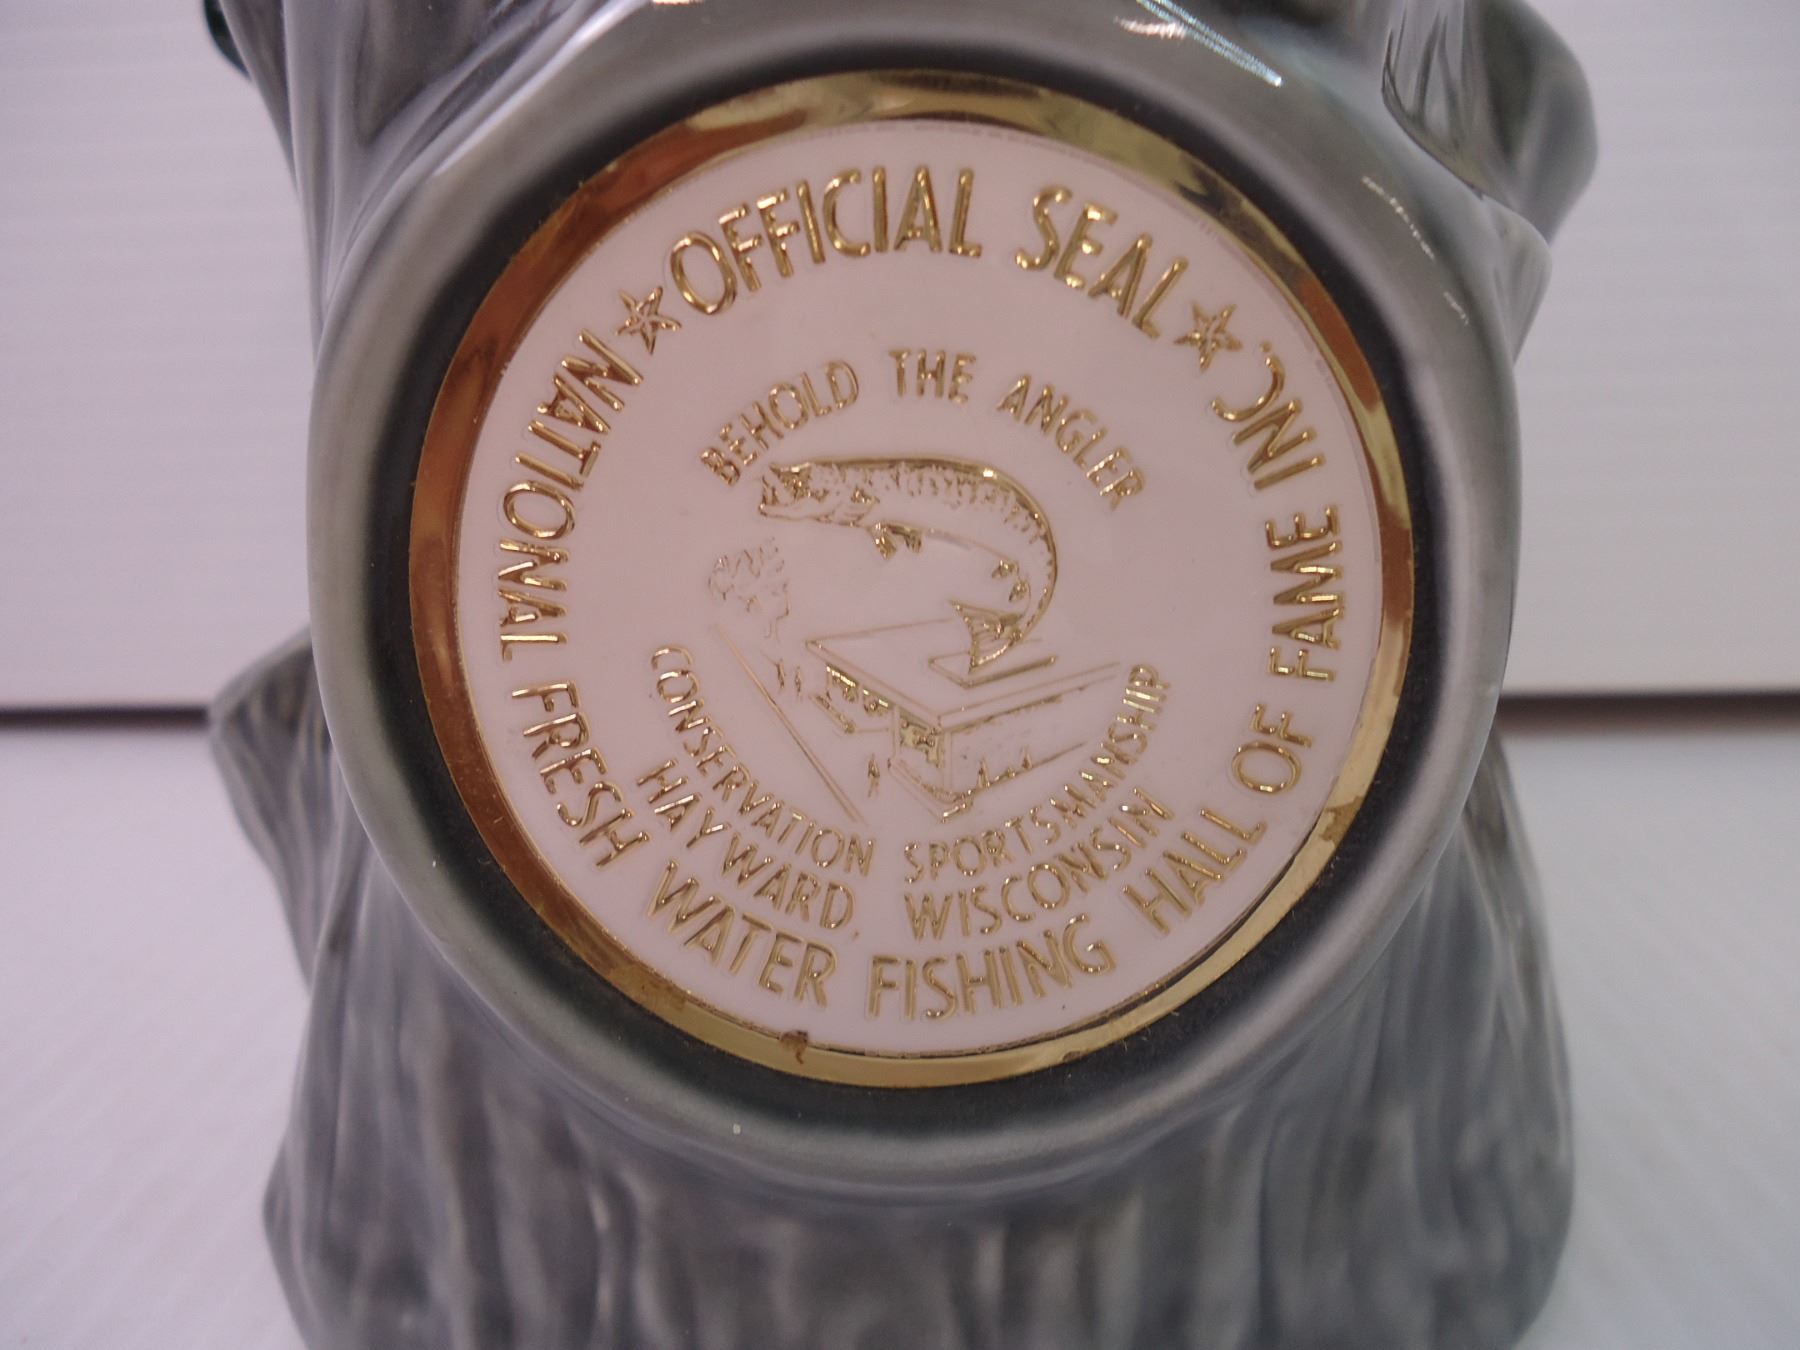 ★ OFFICIAL SEAL ★
NATIONAL FRESH WATER FISHING HALL OF FAME INC.
BEHOLD THE ANGLER
CONSERVATION SPORTSMANSHIP
HAYWARD, WISCONSIN